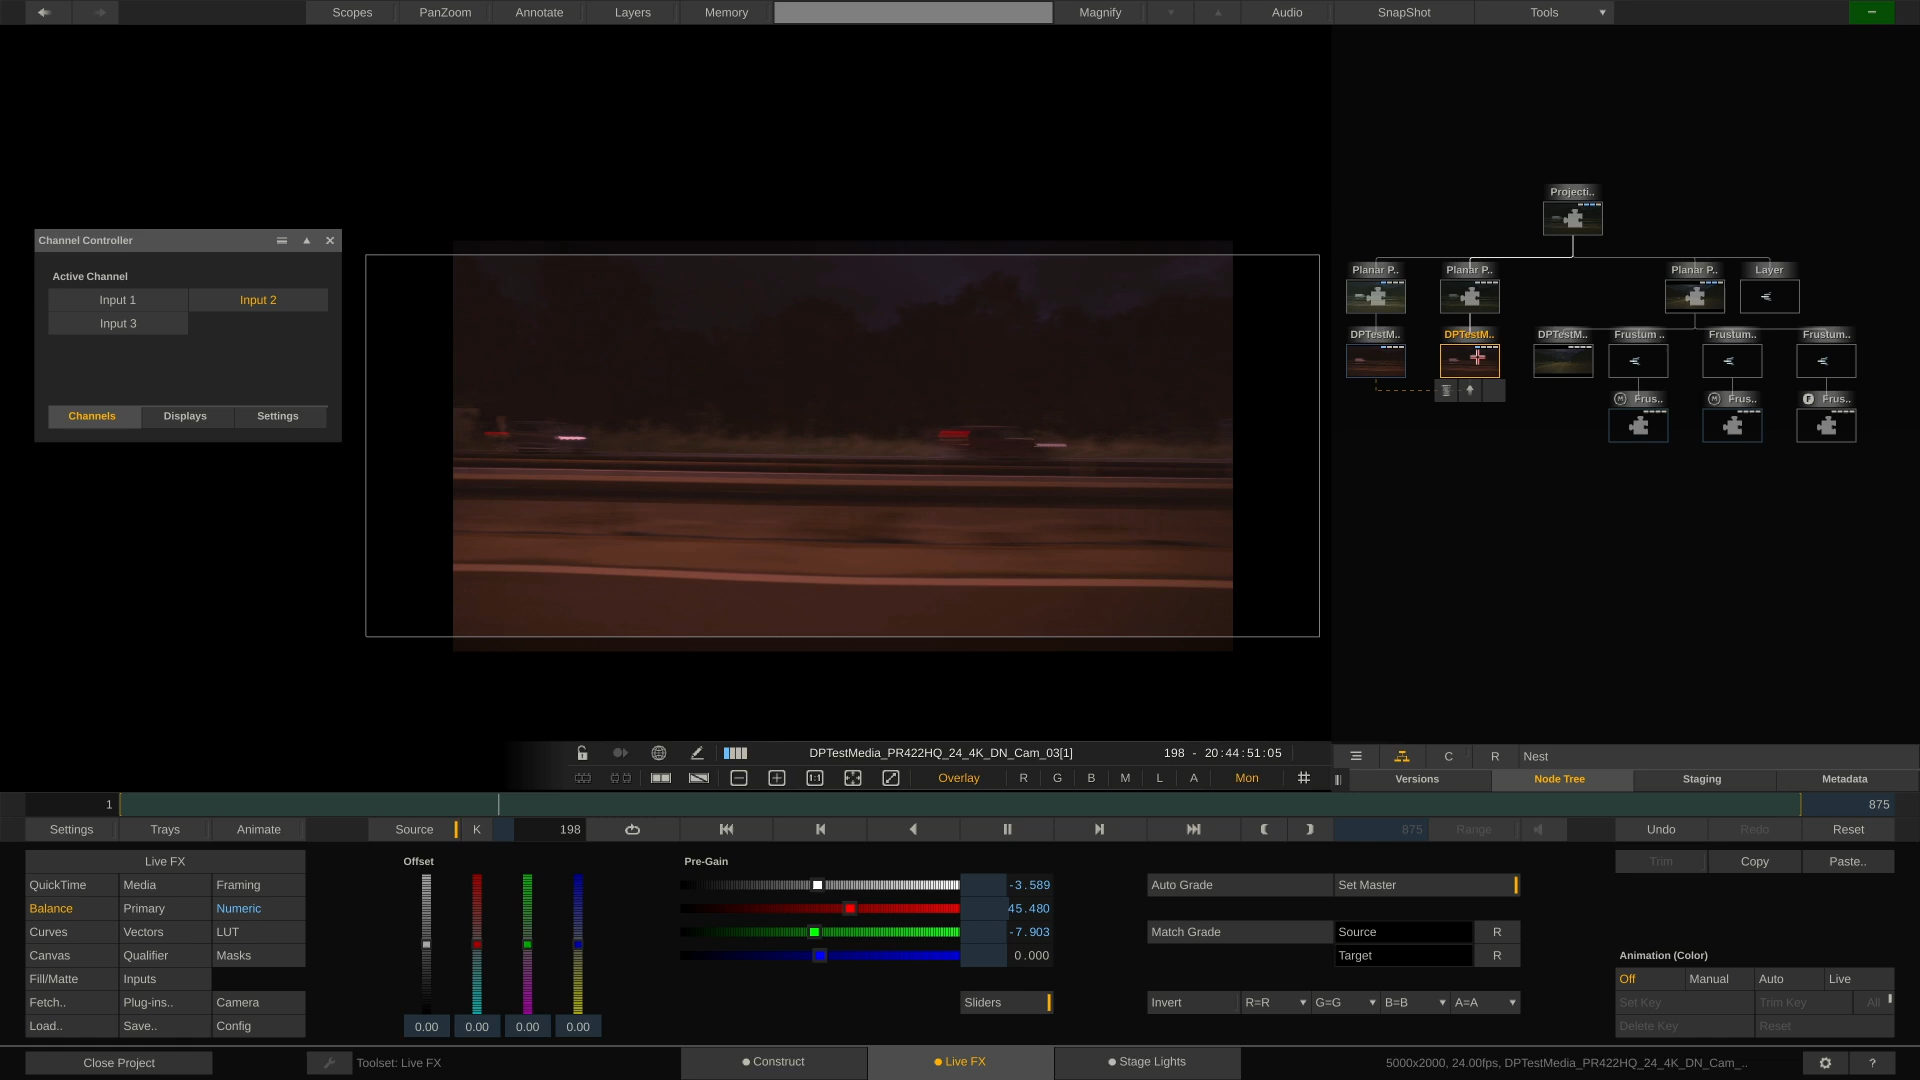 Scopes PanZoom Annotate Layers Memory Magnify Audio SnapShot Tools
Projecti..
Channel Controller
Active Channel
Input 1 Input 2
Input 3
Channels Displays Settings
Planar P.. Planar P.. Planar P.. Layer
DPTestM.. DPTestM.. DPTestM.. Frustum .. Frustum.. Frustum..
M Frus.. M Frus.. F Frus..
DPTestMedia_PR422HQ_24_4K_DN_Cam_03[1] 198 - 20:44:51:05
C R Nest
1:1 Overlay R G B M L A Mon
Versions Node Tree Staging Metadata
1 875
Settings Trays Animate Source K 198 875 Range Undo Redo Reset
Live FX Offset Pre-Gain Trim Copy Paste..
QuickTime Media Framing -3.589 Auto Grade Set Master
Balance Primary Numeric 45.480
Curves Vectors LUT -7.903 Match Grade Source R
Canvas Qualifier Masks 0.000 Target R Animation (Color)
Fill/Matte Inputs Off Manual Auto Live
Fetch.. Plug-ins.. Camera Sliders Invert R=R G=G B=B A=A Set Key Trim Key All
Load.. Save.. Config 0.00 0.00 0.00 0.00 Delete Key Reset
Close Project Toolset: Live FX Construct Live FX Stage Lights 5000x2000, 24.00fps, DPTestMedia_PR422HQ_24_4K_DN_Cam_.. ?